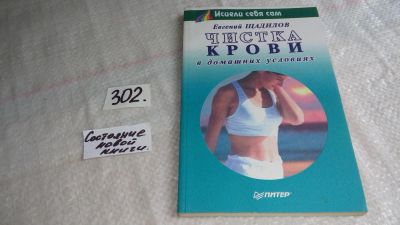 Исцели себя сам
Евгений ЩАДИЛОВ
ЧИСТКА
КРОВИ
в домашних условиях
302.
Состояние
новой
книги.
ПИТЕР